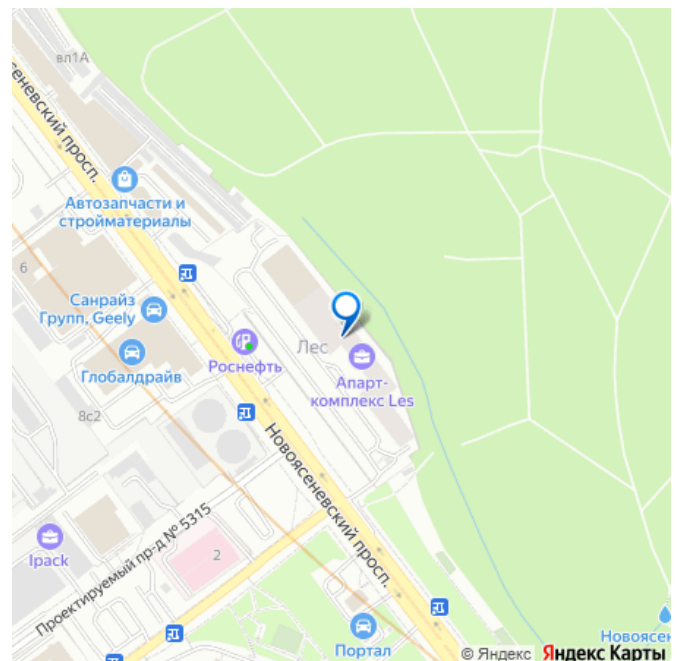 вл1А
сеневский просп.
Автозапчасти и
стройматериалы
6
Санрайз
Групп, Geely
Глобалдрайв
Роснефть
Лес
Апарт-
комплекс Les
8с2
Новоясеневский просп.
Ipack
Проектируемый пр-д № 5315
2
Портал
Новоясен
© Яндекс Яндекс Карты